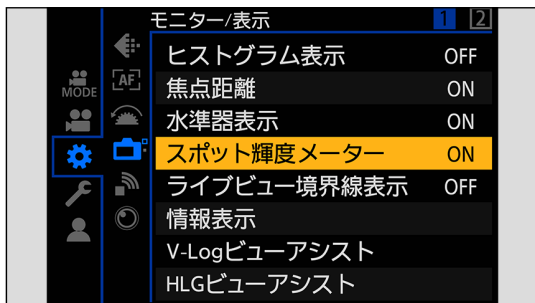 モニター/表示
1 2
ヒストグラム表示 OFF
焦点距離 ON
水準器表示 ON
スポット輝度メーター ON
ライブビュー境界線表示 OFF
情報表示
V-Logビューアシスト
HLGビューアシスト
MODE
AF